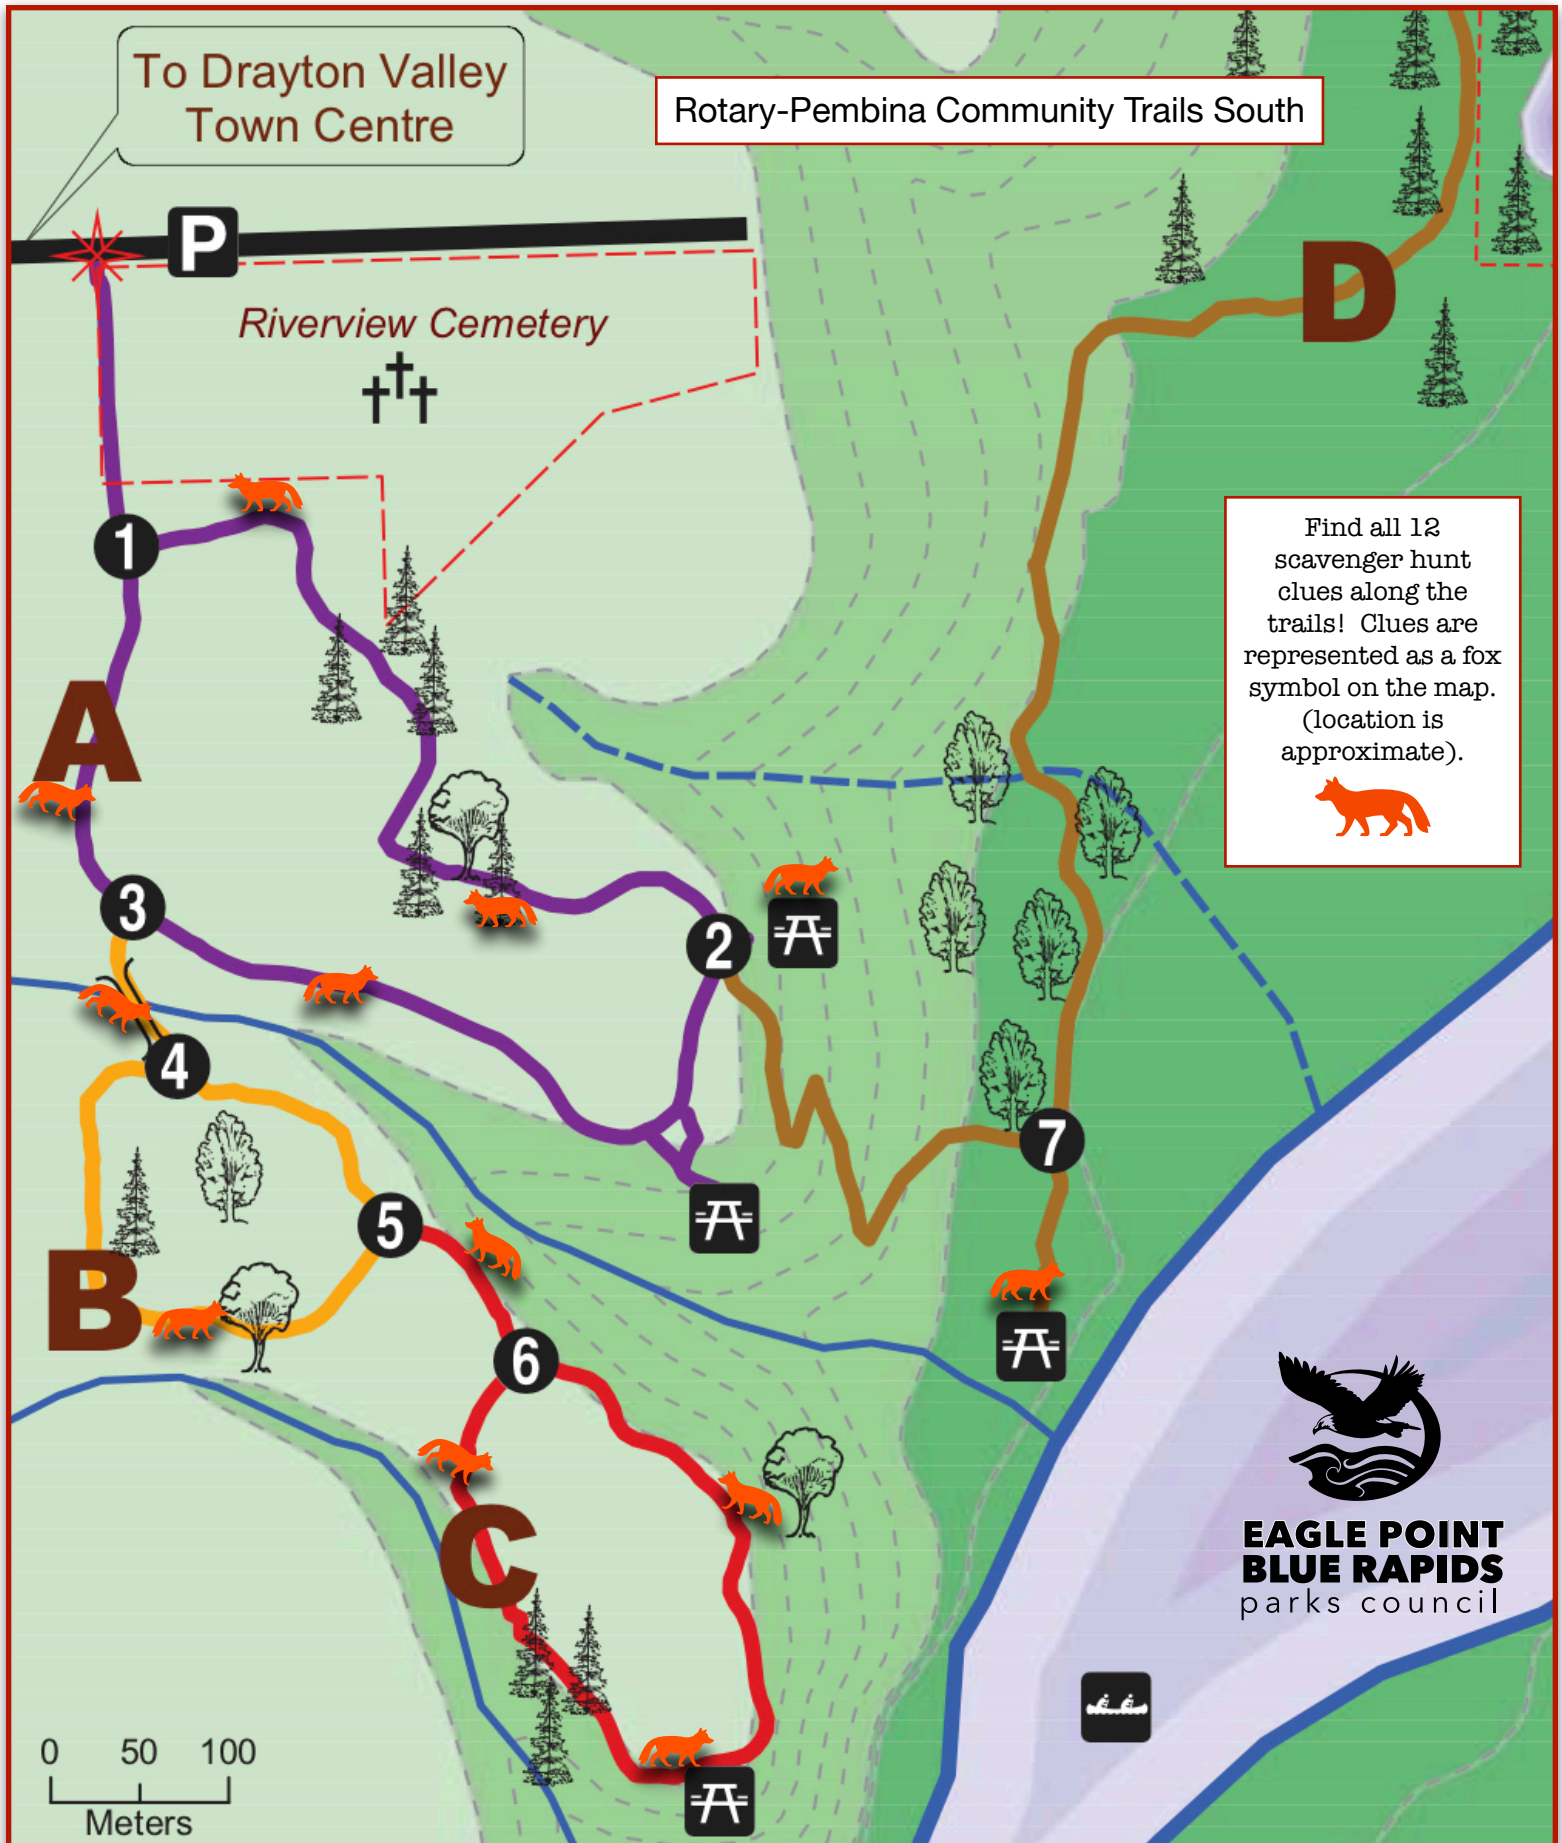 To Drayton Valley
Town Centre
Rotary-Pembina Community Trails South
P
Riverview Cemetery
D
1
Find all 12
scavenger hunt
clues along the
trails! Clues are
represented as a fox
symbol on the map.
(location is
approximate).
A
3
2
4
7
5
B
6
C
EAGLE POINT
BLUE RAPIDS
parks council
0 50 100
Meters